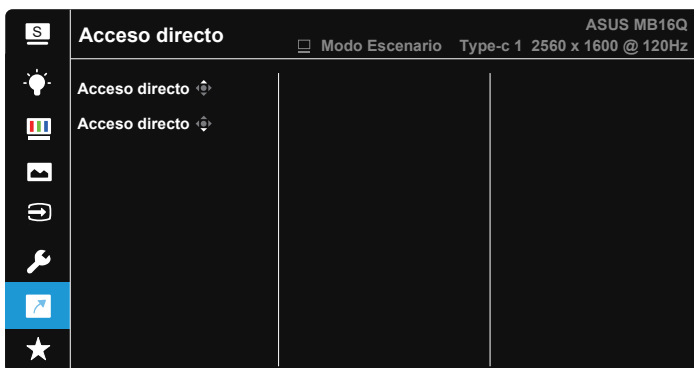 S
Acceso directo
ASUS MB16Q
Modo Escenario Type-c 1 2560 x 1600 @ 120Hz
Acceso directo
Acceso directo